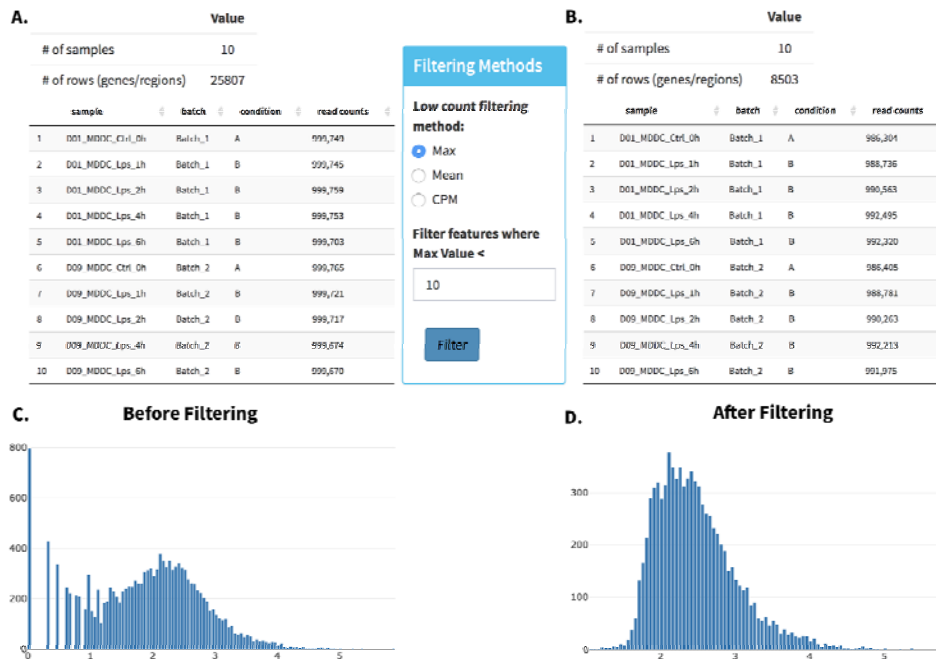 A.
Value
# of samples 10
# of rows (genes/regions) 25807
sample batch condition read counts
1 D01_MDDC_Ctrl_0h Batch_1 A 999,749
2 D01_MDDC_Lps_1h Batch_1 B 999,745
3 D01_MDDC_Lps_2h Batch_1 B 999,759
4 D01_MDDC_Lps_4h Batch_1 B 999,753
5 D01_MDDC_Lps_6h Batch_1 B 999,703
6 D09_MDDC_Ctrl_0h Batch_2 A 999,765
7 D09_MDDC_Lps_1h Batch_2 B 999,721
8 D09_MDDC_Lps_2h Batch_2 B 999,717
9 D09_MDDC_Lps_4h Batch_2 B 999,674
10 D09_MDDC_Lps_6h Batch_2 B 999,670
Filtering Methods
Low count filtering
method:
Max
Mean
CPM
Filter features where
Max Value <
10
Filter
B.
Value
# of samples 10
# of rows (genes/regions) 8503
sample batch condition read counts
1 D01_MDDC_Ctrl_0h Batch_1 A 986,304
2 D01_MDDC_Lps_1h Batch_1 B 988,736
3 D01_MDDC_Lps_2h Batch_1 B 990,563
4 D01_MDDC_Lps_4h Batch_1 B 992,495
5 D01_MDDC_Lps_6h Batch_1 B 992,320
6 D09_MDDC_Ctrl_0h Batch_2 A 986,405
7 D09_MDDC_Lps_1h Batch_2 B 988,781
8 D09_MDDC_Lps_2h Batch_2 B 990,263
9 D09_MDDC_Lps_4h Batch_2 B 992,213
10 D09_MDDC_Lps_6h Batch_2 B 991,975
C.
Before Filtering
800
600
400
200
0
0 1 2 3 4 5
D.
After Filtering
300
200
100
0
2 3 4 5